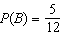 P(B) = 5/12